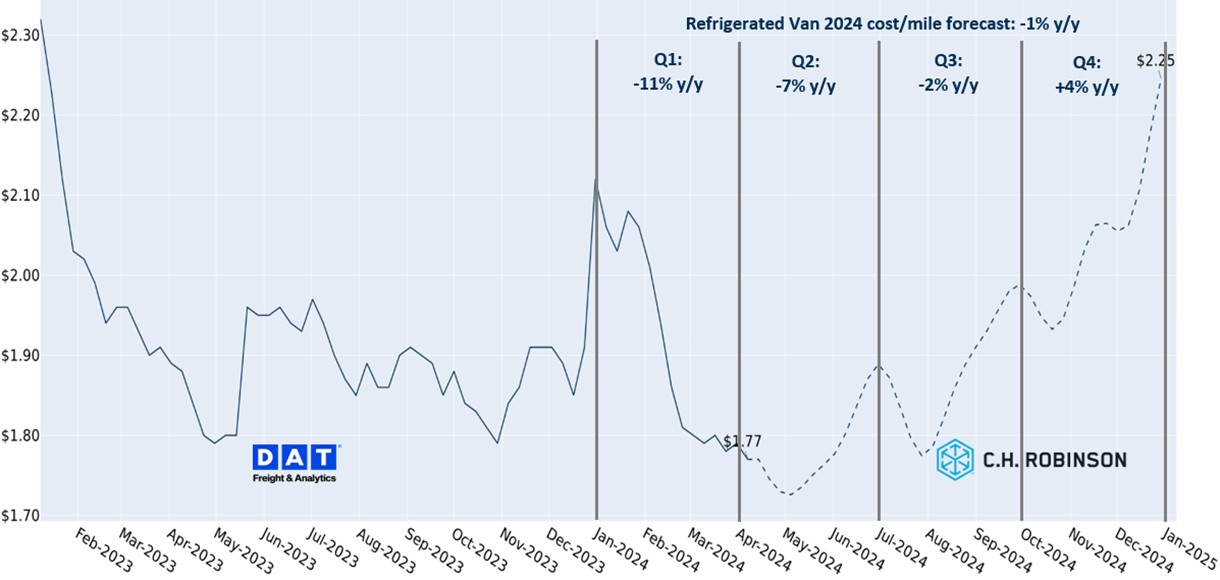 Refrigerated Van 2024 cost/mile forecast: -1% y/y
$2.30
$2.20
$2.10
$2.00
$1.90
$1.80
$1.70
Q1:
-11% y/y
Q2:
-7% y/y
Q3:
-2% y/y
Q4:
+4% y/y
$2.25
$1.77
DAT
Freight & Analytics
C.H. ROBINSON
Feb-2023
Mar-2023
Apr-2023
May-2023
Jun-2023
Jul-2023
Aug-2023
Sep-2023
Oct-2023
Nov-2023
Dec-2023
Jan-2024
Feb-2024
Mar-2024
Apr-2024
May-2024
Jun-2024
Jul-2024
Aug-2024
Sep-2024
Oct-2024
Nov-2024
Dec-2024
Jan-2025